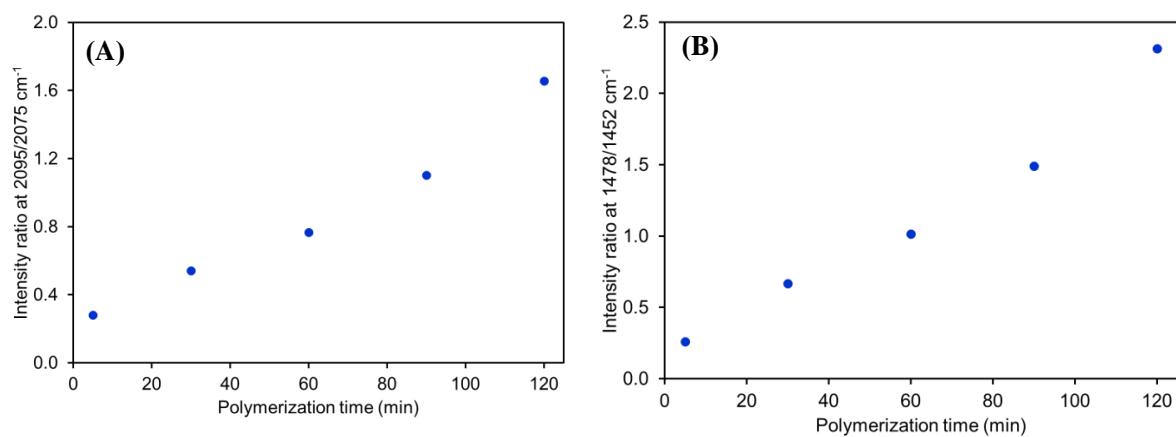 (A)
Intensity ratio at 2095/2075 cm⁻¹
2.0
1.6
1.2
0.8
0.4
0.0
0 20 40 60 80 100 120
Polymerization time (min)
(B)
Intensity ratio at 1478/1452 cm⁻¹
2.5
2.0
1.5
1.0
0.5
0.0
0 20 40 60 80 100 120
Polymerization time (min)